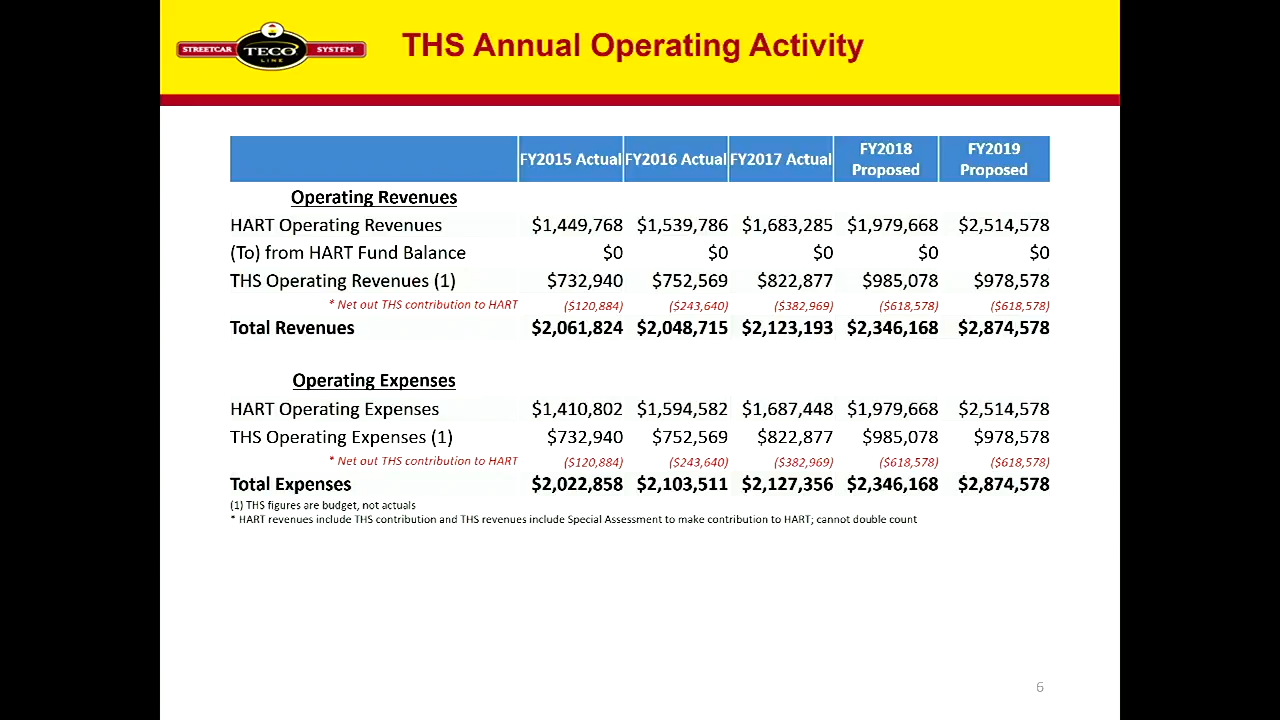 STREETCAR TECO SYSTEM
LINE
THS Annual Operating Activity
FY2015 Actual FY2016 Actual FY2017 Actual FY2018 Proposed FY2019 Proposed
Operating Revenues
HART Operating Revenues $1,449,768 $1,539,786 $1,683,285 $1,979,668 $2,514,578
(To) from HART Fund Balance $0 $0 $0 $0 $0
THS Operating Revenues (1) $732,940 $752,569 $822,877 $985,078 $978,578
* Net out THS contribution to HART ($120,884) ($243,640) ($382,969) ($618,578) ($618,578)
Total Revenues $2,061,824 $2,048,715 $2,123,193 $2,346,168 $2,874,578
Operating Expenses
HART Operating Expenses $1,410,802 $1,594,582 $1,687,448 $1,979,668 $2,514,578
THS Operating Expenses (1) $732,940 $752,569 $822,877 $985,078 $978,578
* Net out THS contribution to HART ($120,884) ($243,640) ($382,969) ($618,578) ($618,578)
Total Expenses $2,022,858 $2,103,511 $2,127,356 $2,346,168 $2,874,578
(1) THS figures are budget, not actuals
* HART revenues include THS contribution and THS revenues include Special Assessment to make contribution to HART; cannot double count
6